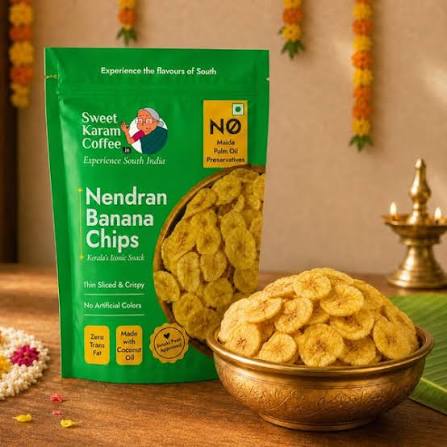 Experience the flavours of South
Sweet
Karam
Coffee
Experience South India
NO
Maida
Palm Oil
Preservatives
Nendran
Banana
Chips
Kerala's Iconic Snack
Thin Sliced & Crispy
No Artificial Colors
Zero
Trans
Fat
Made
with
Coconut
Oil
Approved